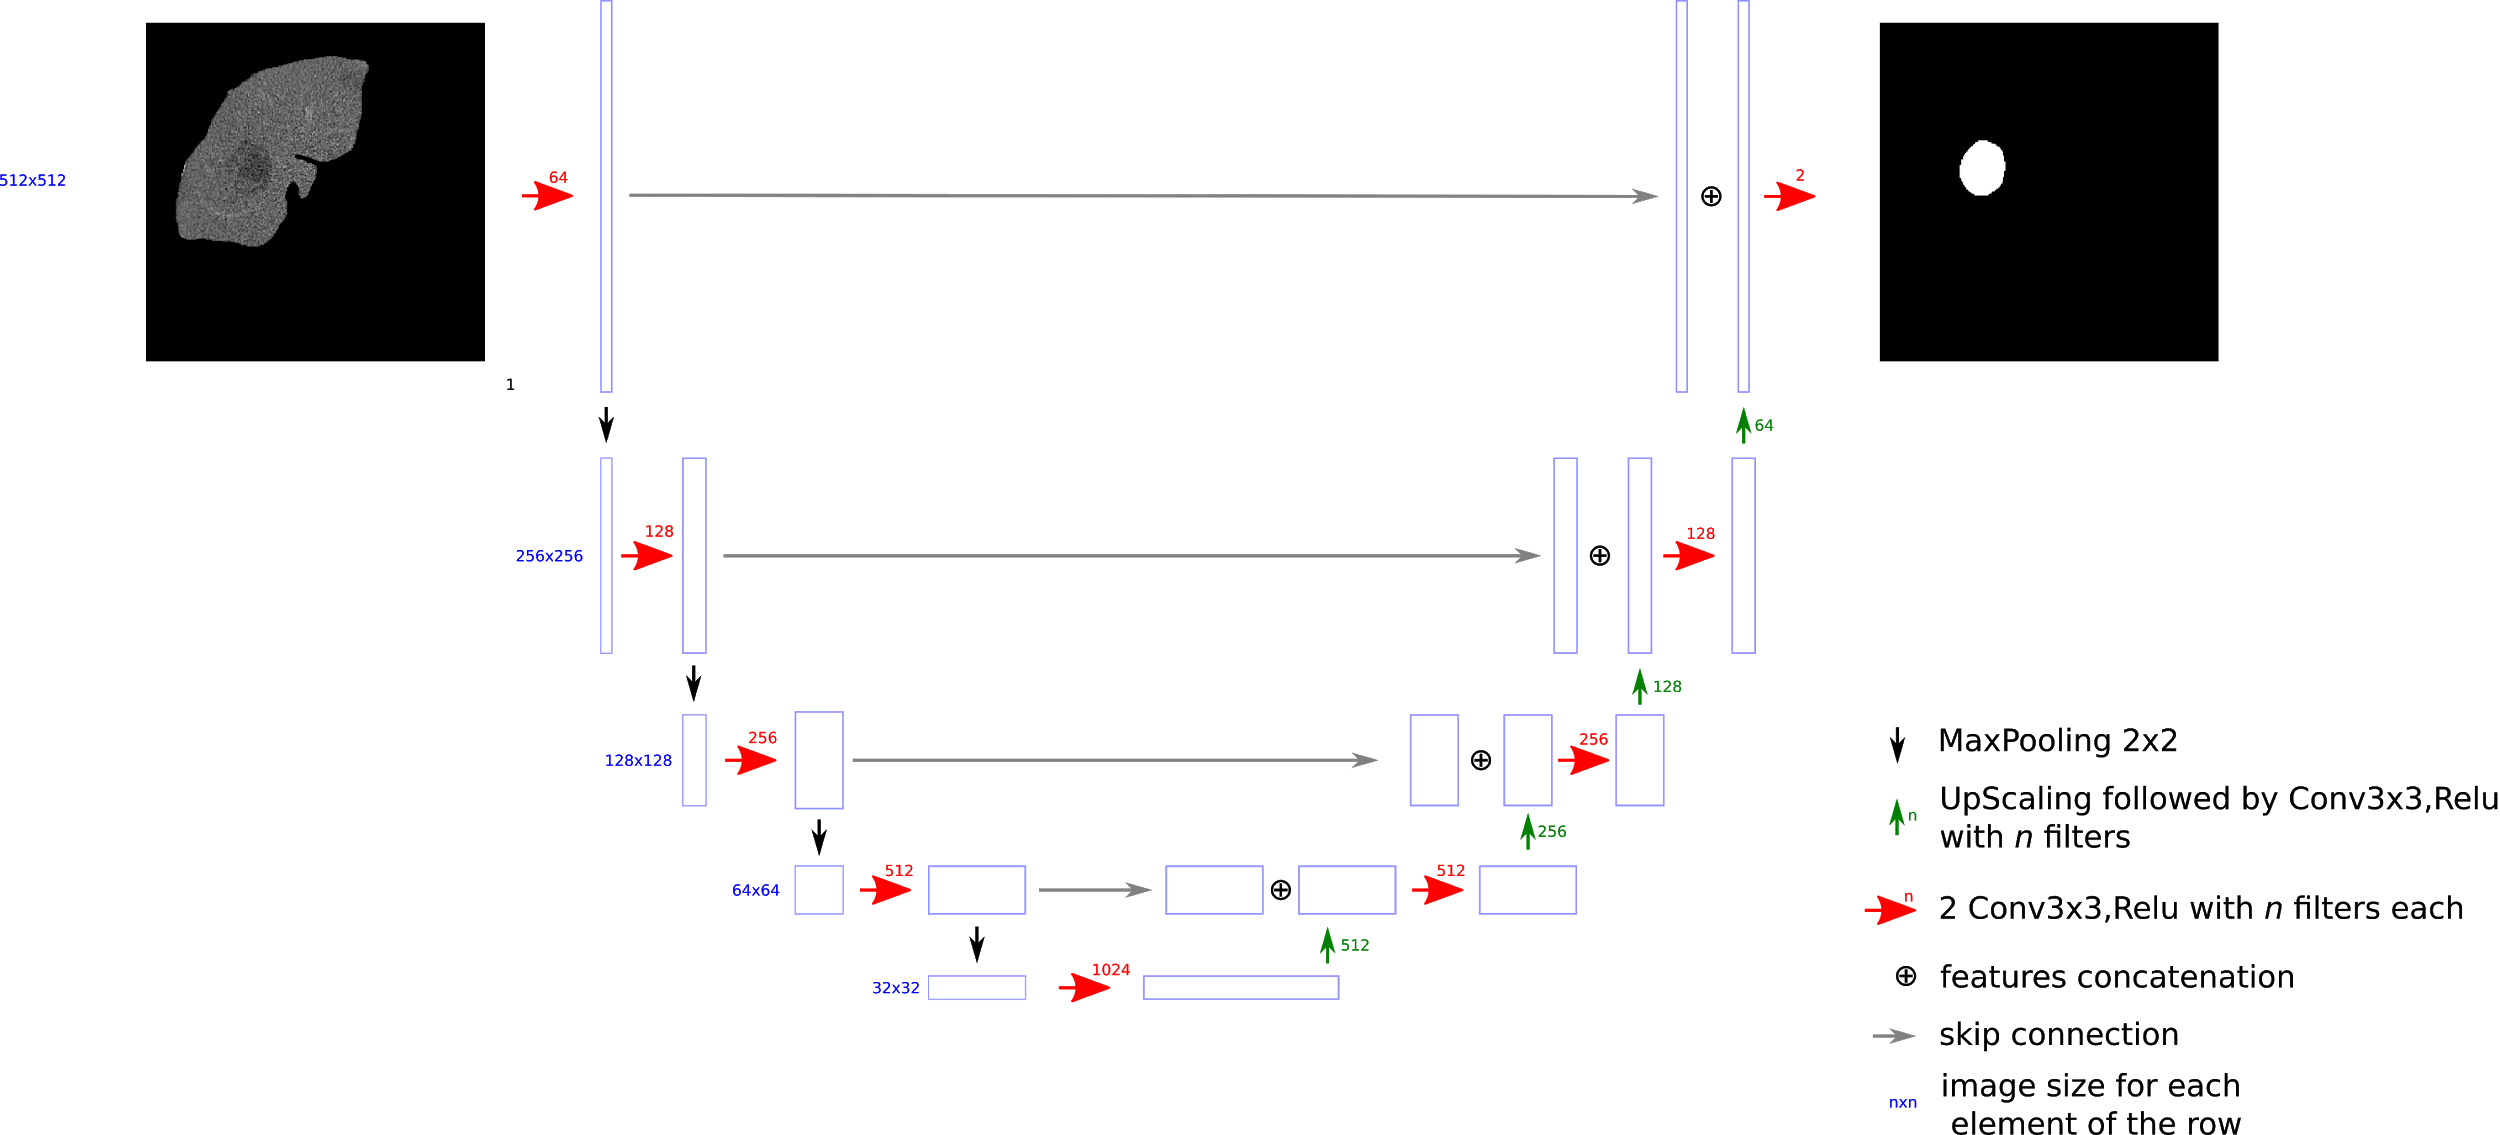 64
2
512x512
1
64
128
128
256x256
128
256
256
128x128
256
512
512
64x64
512
1024
32x32
MaxPooling 2x2
n
UpScaling followed by Conv3x3,Relu
with n filters
n
2 Conv3x3,Relu with n filters each
features concatenation
skip connection
nxn
image size for each
element of the row